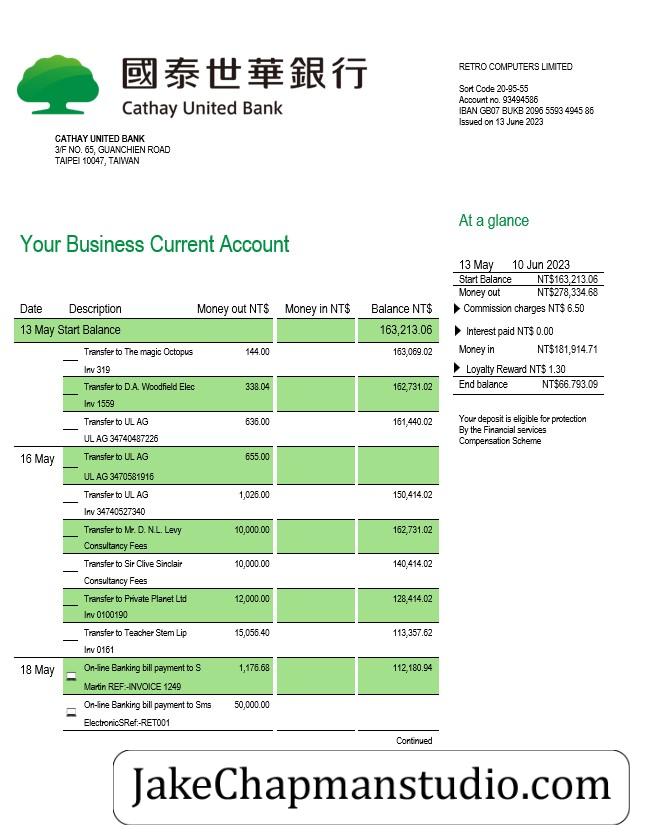 國泰世華銀行
Cathay United Bank
CATHAY UNITED BANK
3/F NO. 65, GUANCHIEN ROAD
TAIPEI 10047, TAIWAN
RETRO COMPUTERS LIMITED
Sort Code 20-95-55
Account no. 93494586
IBAN GB07 BUKB 2096 5593 4945 86
Issued on 13 June 2023
Your Business Current Account
At a glance
13 May 10 Jun 2023
Start Balance NT$163,213.06
Money out NT$278,334.68
Commission charges NT$ 6.50
Interest paid NT$ 0.00
Money in NT$181,914.71
Loyalty Reward NT$ 1.30
End balance NT$66.793.09
Your deposit is eligible for protection
By the Financial services
Compensation Scheme
Date Description Money out NT$ Money in NT$ Balance NT$
13 May Start Balance 163,213.06
Transfer to The magic Octopus 144.00 163,069.02
Inv 319
Transfer to D.A. Woodfield Elec 338.04 162,731.02
Inv 1559
Transfer to UL AG 636.00 161,440.02
UL AG 34740487226
16 May Transfer to UL AG 655.00
UL AG 3470581916
Transfer to UL AG 1,026.00 150,414.02
Inv 34740527340
Transfer to Mr. D. N.L. Levy 10,000.00 162,731.02
Consultancy Fees
Transfer to Sir Clive Sinclair 10,000.00 140,414.02
Consultancy Fees
Transfer to Private Planet Ltd 12,000.00 128,414.02
Inv 0100190
Transfer to Teacher Stem Lip 15,056.40 113,357.62
Inv 0161
18 May On-line Banking bill payment to S 1,176.68 112,180.94
Martin REF:-INVOICE 1249
On-line Banking bill payment to Sms 50,000.00
ElectronicSRef:-RET001
Continued
JakeChapmanstudio.com